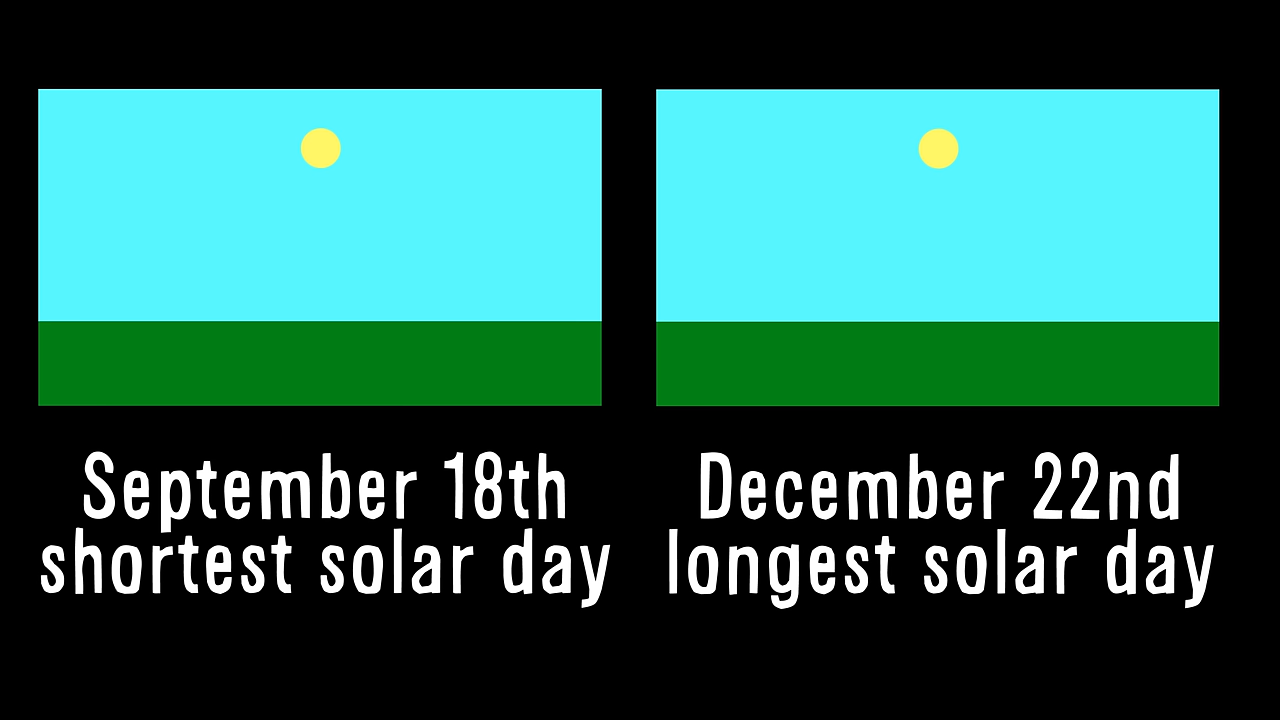 September 18th
shortest solar day
December 22nd
longest solar day